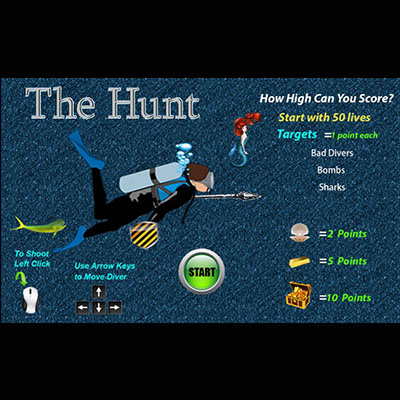 The Hunt
How High Can You Score?
Start with 50 lives
Targets =1 point each
Bad Divers
Bombs
Sharks
=2 Points
=5 Points
=10 Points
To Shoot
Left Click
Use Arrow Keys
to Move Diver
START